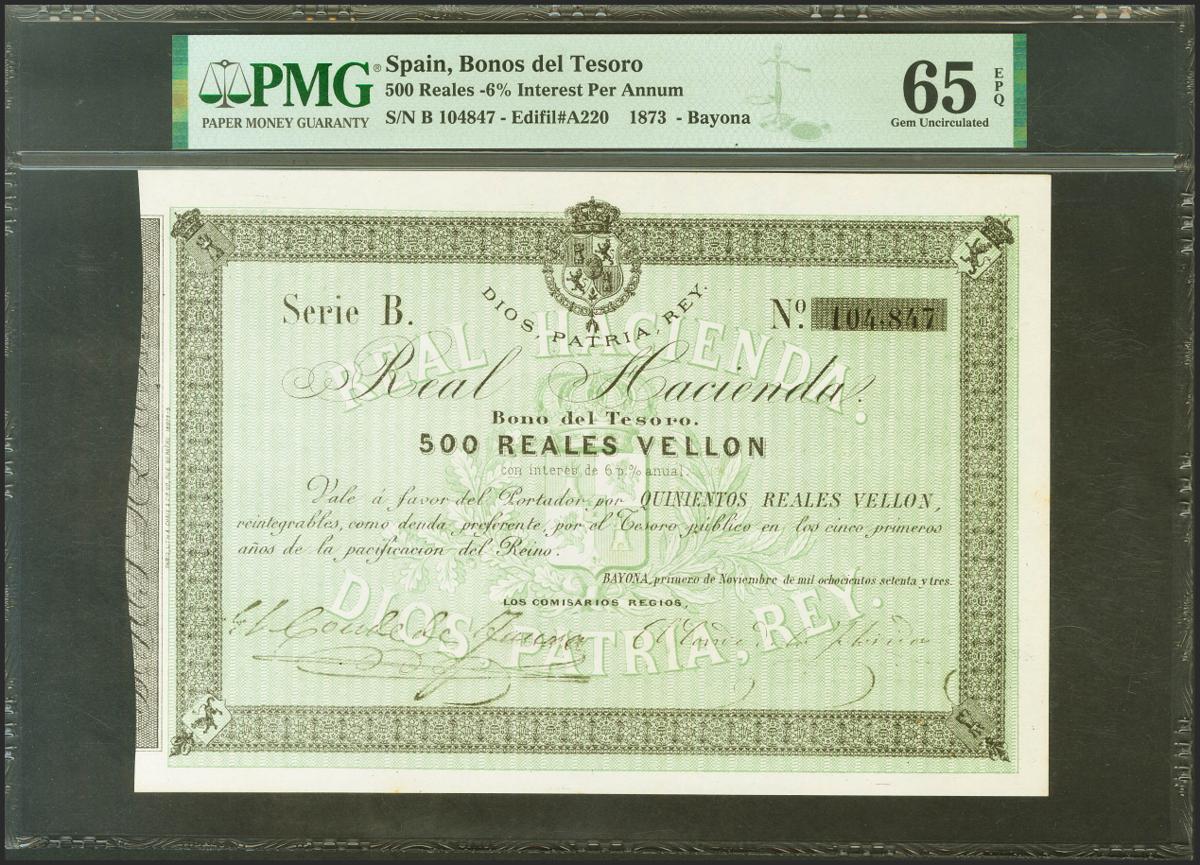 PMG®
PAPER MONEY GUARANTY
Spain, Bonos del Tesoro
500 Reales -6% Interest Per Annum
S/N B 104847 - Edifil#A220 1873 - Bayona
65
EPQ
Gem Uncirculated
DIOS, PATRIA, REY.
Serie B.
Nº 104,847
REAL HACIENDA.
Real Hacienda.
Bono del Tesoro.
500 REALES VELLON
con interés de 6 p.% anual.
Vale á favor del Portador por QUINIENTOS REALES VELLON,
reintegrables, como deuda preferente, por el Tesoro público en los cinco primeros
años de la pacificacion del Reino.
BAYONA, primero de Noviembre de mil ochocientos setenta y tres.
LOS COMISARIOS REGIOS,
DIOS, PATRIA, REY.
El Conde de